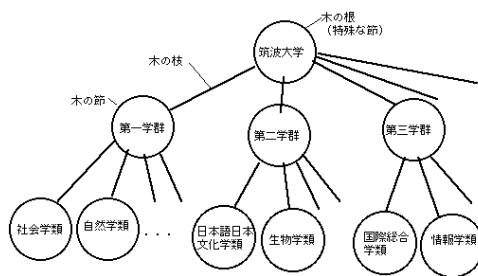 木の根
（特殊な節）
筑波大学
木の枝
木の節
第一学群
第二学群
第三学群
社会学類
自然学類
. . .
日本語日本
文化学類
生物学類
国際総合
学類
情報学類